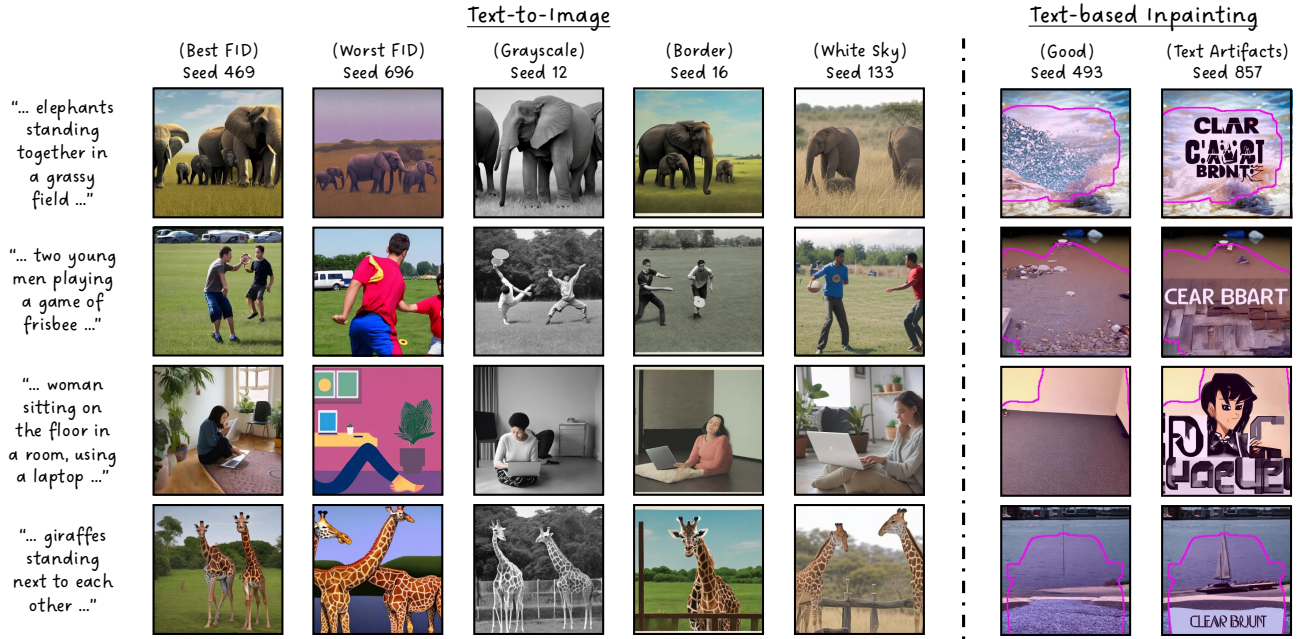 Text-to-Image
Text-based Inpainting
(Best FID)
Seed 469
(Worst FID)
Seed 696
(Grayscale)
Seed 12
(Border)
Seed 16
(White Sky)
Seed 133
(Good)
Seed 493
(Text Artifacts)
Seed 857
"... elephants
standing
together in
a grassy
field ..."
CLAR
BRONT
"... two young
men playing
a game of
frisbee ..."
CEAR BBART
"... woman
sitting on
the floor in
a room, using
a laptop ..."
"... giraffes
standing
next to each
other ..."
CLEAR BRJUNT